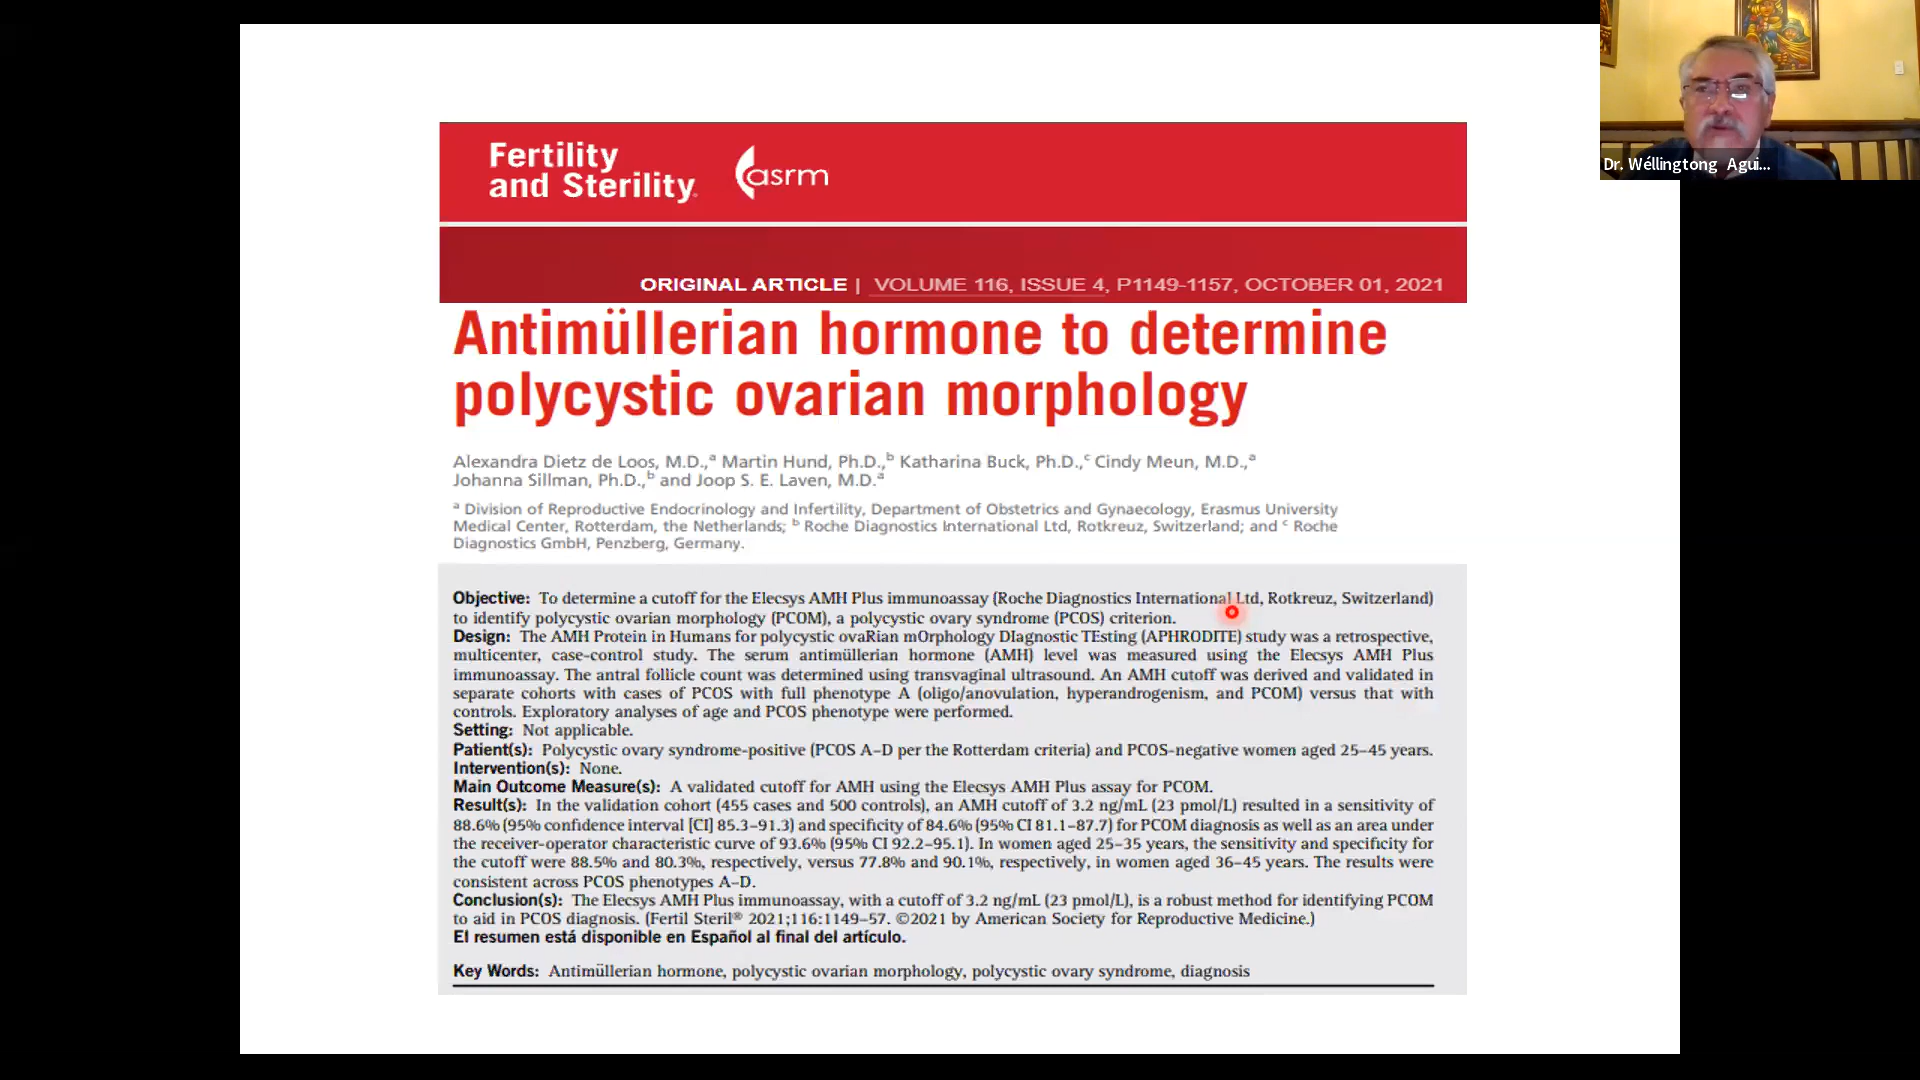 Fertility
and Sterility®
asrm
Dr. Wéllingtong Agui...
ORIGINAL ARTICLE | VOLUME 116, ISSUE 4, P1149-1157, OCTOBER 01, 2021
Antimüllerian hormone to determine
polycystic ovarian morphology
Alexandra Dietz de Loos, M.D.,a Martin Hund, Ph.D.,b Katharina Buck, Ph.D.,c Cindy Meun, M.D.,a
Johanna Sillman, Ph.D.,b and Joop S. E. Laven, M.D.a
a Division of Reproductive Endocrinology and Infertility, Department of Obstetrics and Gynaecology, Erasmus University
Medical Center, Rotterdam, the Netherlands; b Roche Diagnostics International Ltd, Rotkreuz, Switzerland; and c Roche
Diagnostics GmbH, Penzberg, Germany.
Objective: To determine a cutoff for the Elecsys AMH Plus immunoassay (Roche Diagnostics International Ltd, Rotkreuz, Switzerland)
to identify polycystic ovarian morphology (PCOM), a polycystic ovary syndrome (PCOS) criterion.
Design: The AMH Protein in Humans for polycystic ovaRian mOrphology DIagnostic TEsting (APHRODITE) study was a retrospective,
multicenter, case-control study. The serum antimüllerian hormone (AMH) level was measured using the Elecsys AMH Plus
immunoassay. The antral follicle count was determined using transvaginal ultrasound. An AMH cutoff was derived and validated in
separate cohorts with cases of PCOS with full phenotype A (oligo/anovulation, hyperandrogenism, and PCOM) versus that with
controls. Exploratory analyses of age and PCOS phenotype were performed.
Setting: Not applicable.
Patient(s): Polycystic ovary syndrome-positive (PCOS A–D per the Rotterdam criteria) and PCOS-negative women aged 25–45 years.
Intervention(s): None.
Main Outcome Measure(s): A validated cutoff for AMH using the Elecsys AMH Plus assay for PCOM.
Result(s): In the validation cohort (455 cases and 500 controls), an AMH cutoff of 3.2 ng/mL (23 pmol/L) resulted in a sensitivity of
88.6% (95% confidence interval [CI] 85.3–91.3) and specificity of 84.6% (95% CI 81.1–87.7) for PCOM diagnosis as well as an area under
the receiver-operator characteristic curve of 93.6% (95% CI 92.2–95.1). In women aged 25–35 years, the sensitivity and specificity for
the cutoff were 88.5% and 80.3%, respectively, versus 77.8% and 90.1%, respectively, in women aged 36–45 years. The results were
consistent across PCOS phenotypes A–D.
Conclusion(s): The Elecsys AMH Plus immunoassay, with a cutoff of 3.2 ng/mL (23 pmol/L), is a robust method for identifying PCOM
to aid in PCOS diagnosis. (Fertil Steril® 2021;116:1149–57. ©2021 by American Society for Reproductive Medicine.)
El resumen está disponible en Español al final del artículo.
Key Words: Antimüllerian hormone, polycystic ovarian morphology, polycystic ovary syndrome, diagnosis